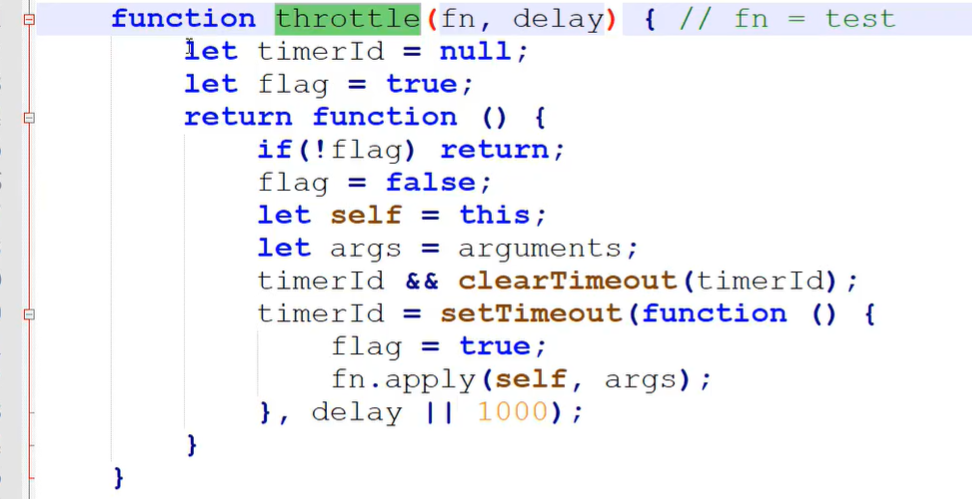 function throttle(fn, delay) { // fn = test
let timerId = null;
let flag = true;
return function () {
if(!flag) return;
flag = false;
let self = this;
let args = arguments;
timerId && clearTimeout(timerId);
timerId = setTimeout(function () {
flag = true;
fn.apply(self, args);
}, delay || 1000);
}
}